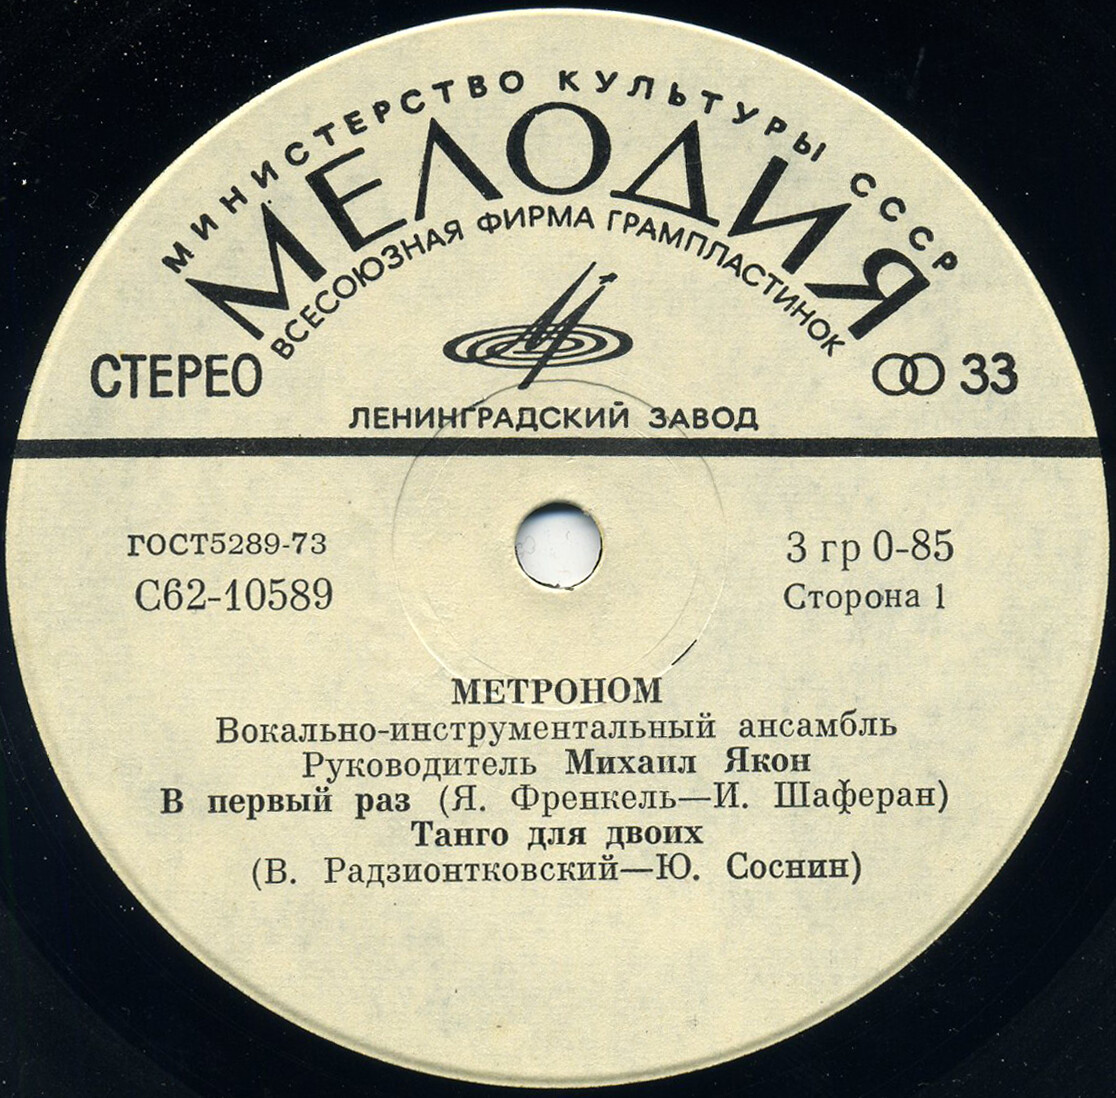 МИНИСТЕРСТВО КУЛЬТУРЫ СССР
МЕЛОДИЯ
ВСЕСОЮЗНАЯ ФИРМА ГРАМПЛАСТИНОК
СТЕРЕО
33
ЛЕНИНГРАДСКИЙ ЗАВОД
ГОСТ5289-73
3 гр 0-85
С62-10589
Сторона 1
МЕТРОНОМ
Вокально-инструментальный ансамбль
Руководитель Михаил Якон
В первый раз (Я. Френкель—И. Шаферан)
Танго для двоих
(В. Радзионтковский—Ю. Соснин)